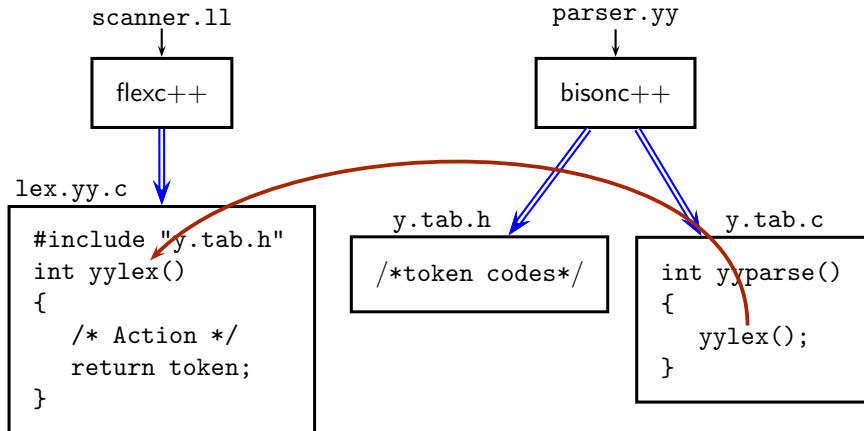 scanner.ll
parser.yy
flexc++
bisonc++
lex.yy.c
#include "y.tab.h"
int yylex()
{
/* Action */
return token;
}
y.tab.h
/*token codes*/
y.tab.c
int yyparse()
{
yylex();
}